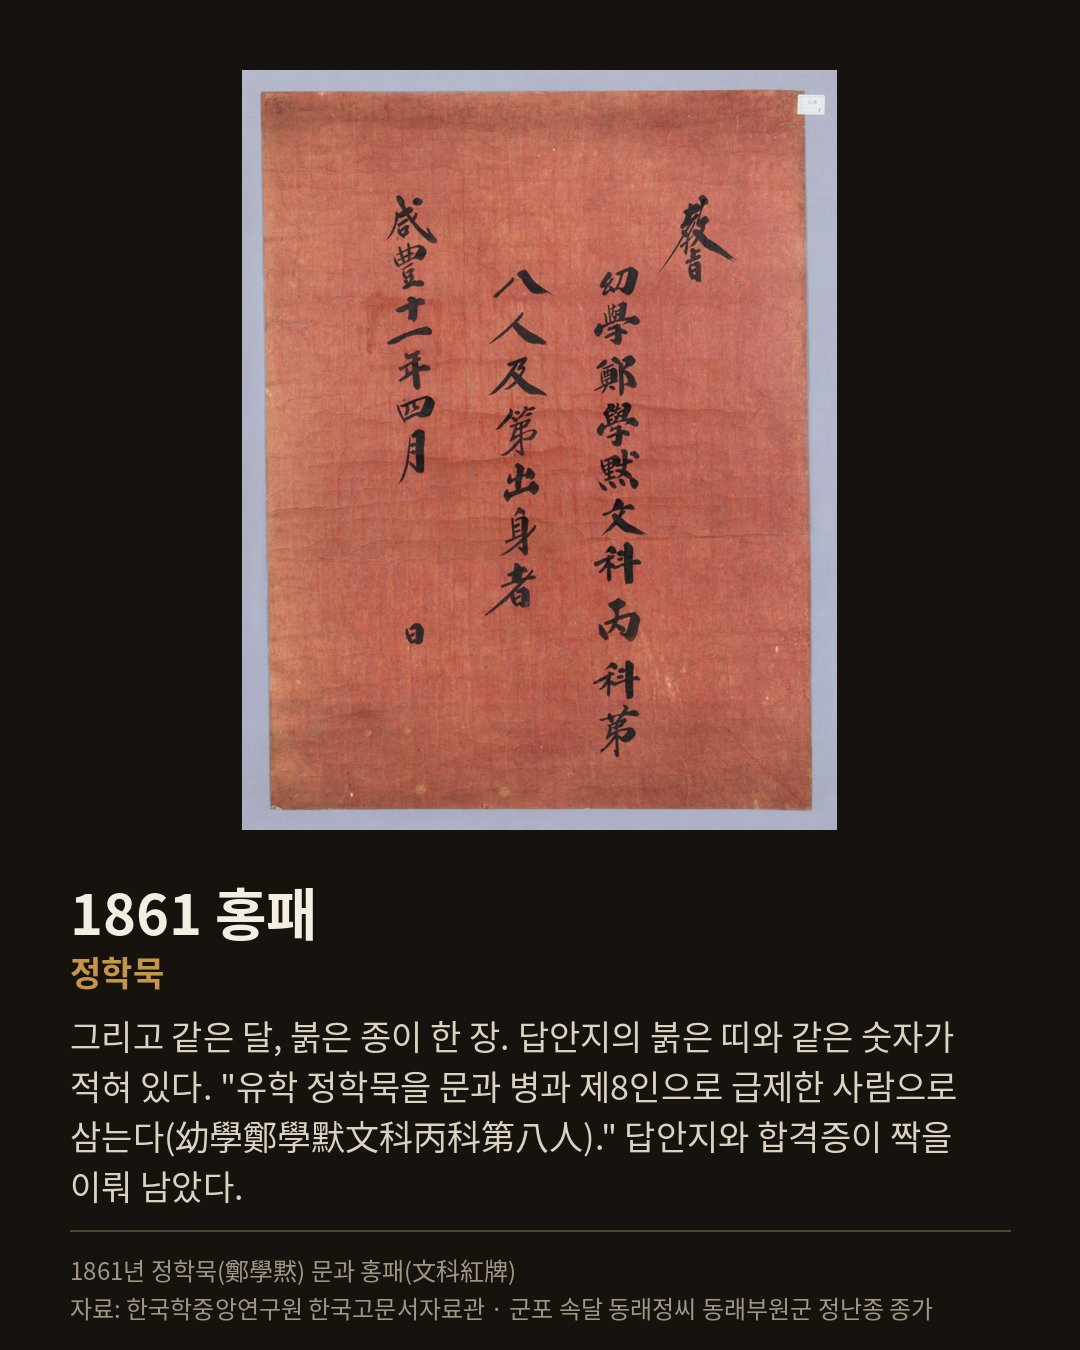 敎旨
幼學鄭學黙文科丙科第
八人及第出身者
咸豐十一年四月 日
1861 홍패
정학묵
그리고 같은 달, 붉은 종이 한 장. 답안지의 붉은 띠와 같은 숫자가
적혀 있다. "유학 정학묵을 문과 병과 제8인으로 급제한 사람으로
삼는다(幼學鄭學默文科丙科第八人)." 답안지와 합격증이 짝을
이뤄 남았다.
1861년 정학묵(鄭學黙) 문과 홍패(文科紅牌)
자료: 한국학중앙연구원 한국고문서자료관 · 군포 속달 동래정씨 동래부원군 정난종 종가